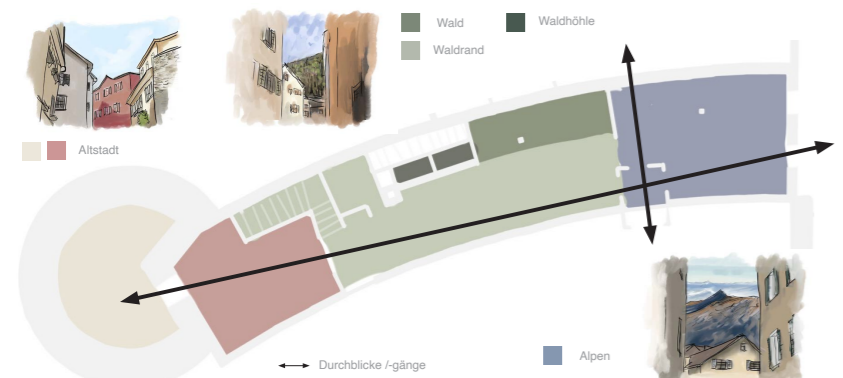 Wald
Waldhöhle
Waldrand
Altstadt
Durchblicke /-gänge
Alpen